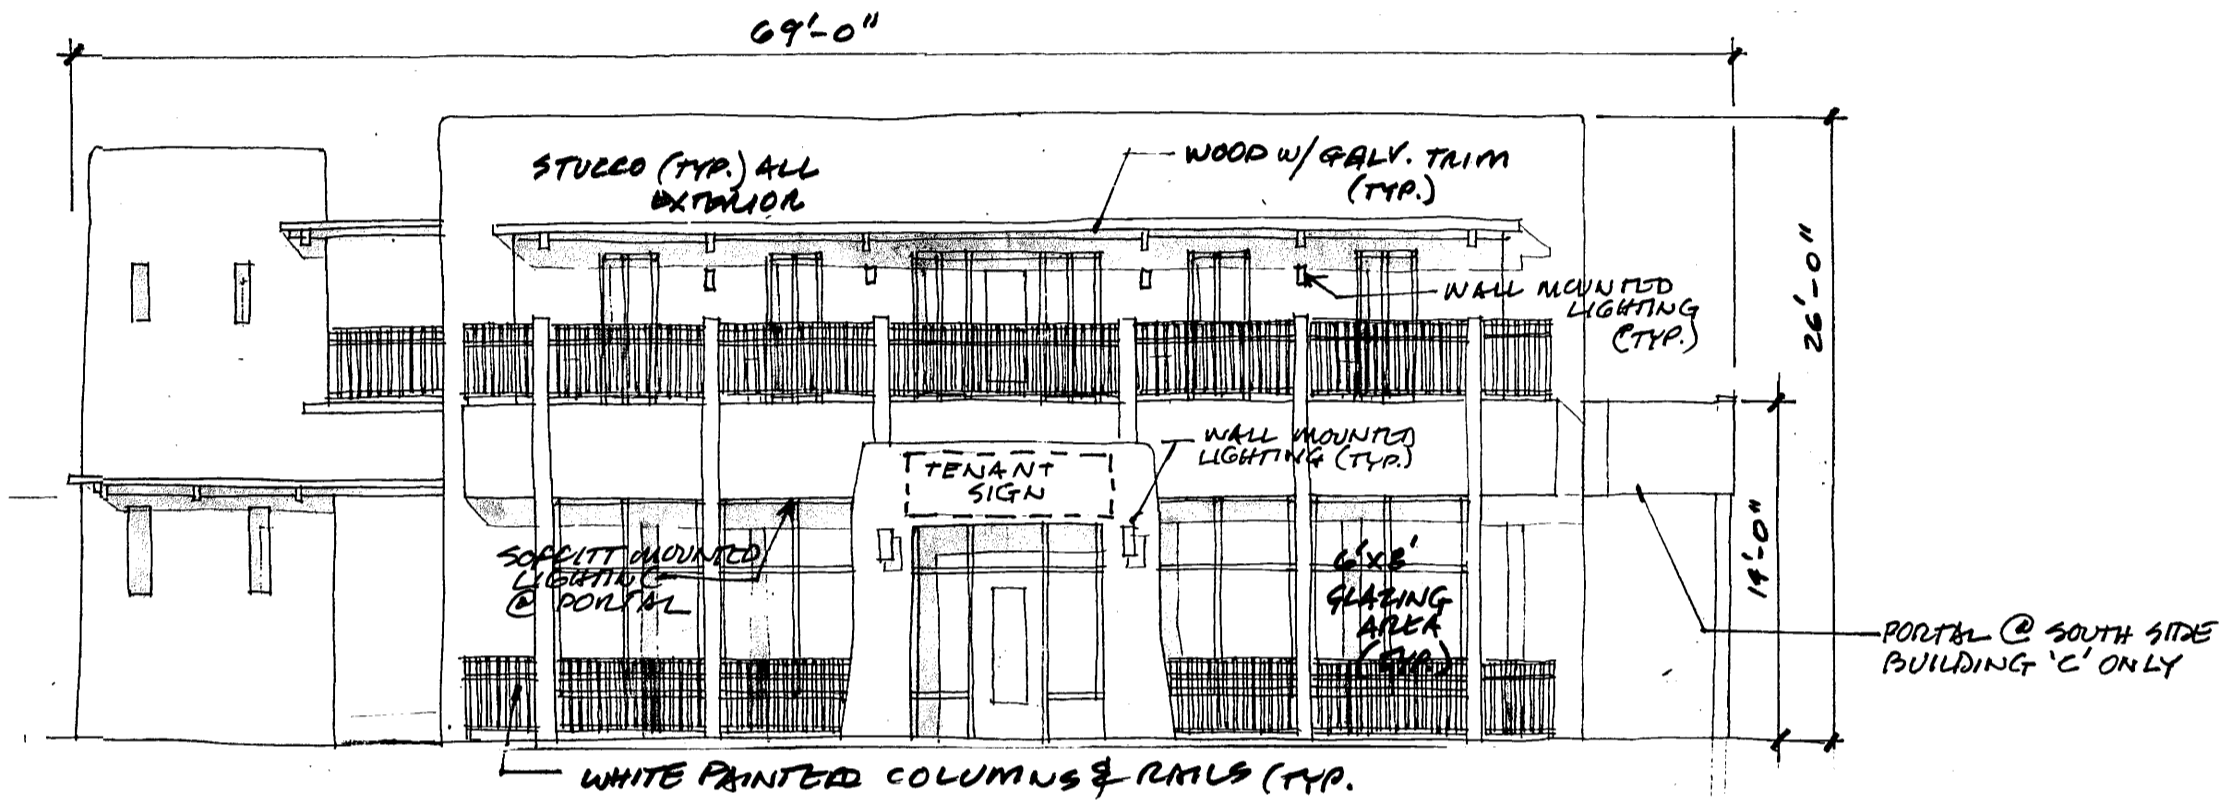 69'-0"
STUCCO (TYP.) ALL
EXTERIOR
WOOD W/ GALV. TRIM
(TYP.)
WALL MOUNTED
LIGHTING
(TYP.)
26'-0"
WALL MOUNTED
LIGHTING (TYP.)
TENANT
SIGN
SOFFITT MOUNTED
LIGHTING
@ PORTAL
6'X8'
GLAZING
AREA
(TYP.)
14'-0"
PORTAL @ SOUTH SIDE
BUILDING 'C' ONLY
WHITE PAINTED COLUMNS & RAILS (TYP.